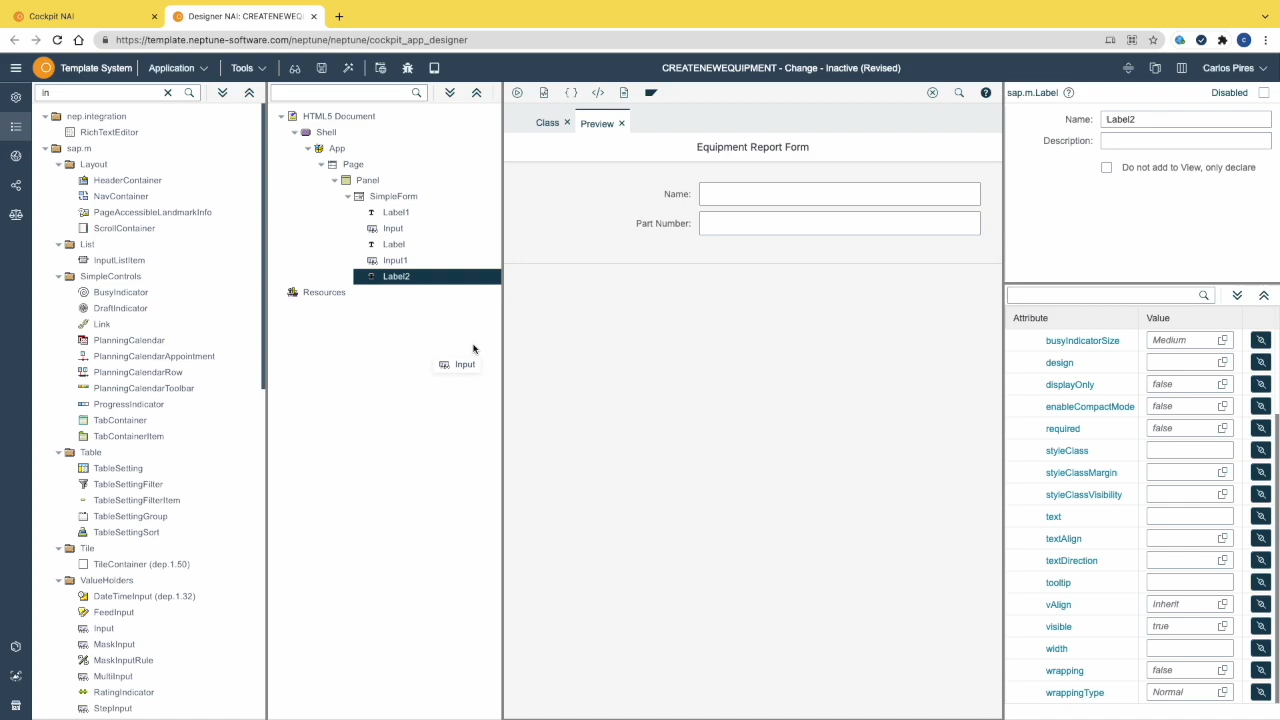 Cockpit NAI
Designer NAI: CREATENEWEQ
https://template.neptune-software.com/neptune/neptune/cockpit_app_designer
C
Template System
Application
Tools
CREATENEWEQUIPMENT - Change - Inactive (Revised)
Carlos Pires
in
nep.integration
RichTextEditor
sap.m
Layout
HeaderContainer
NavContainer
PageAccessibleLandmarkInfo
ScrollContainer
List
InputListItem
SimpleControls
BusyIndicator
DraftIndicator
Link
PlanningCalendar
PlanningCalendarAppointment
PlanningCalendarRow
PlanningCalendarToolbar
ProgressIndicator
TabContainer
TabContainerItem
Table
TableSetting
TableSettingFilter
TableSettingFilterItem
TableSettingGroup
TableSettingSort
Tile
TileContainer (dep.1.50)
ValueHolders
DateTimeInput (dep.1.32)
FeedInput
Input
MaskInput
MaskInputRule
MultiInput
RatingIndicator
StepInput
HTML5 Document
Shell
App
Page
Panel
SimpleForm
Label1
Input
Label
Input1
Label2
Resources
Input
Class
Preview
Equipment Report Form
Name:
Part Number:
sap.m.Label
Disabled
Name: Label2
Description:
Do not add to View, only declare
Attribute Value
busyIndicatorSize Medium
design
displayOnly false
enableCompactMode false
required false
styleClass
styleClassMargin
styleClassVisibility
text
textAlign
textDirection
tooltip
vAlign Inherit
visible true
width
wrapping false
wrappingType Normal